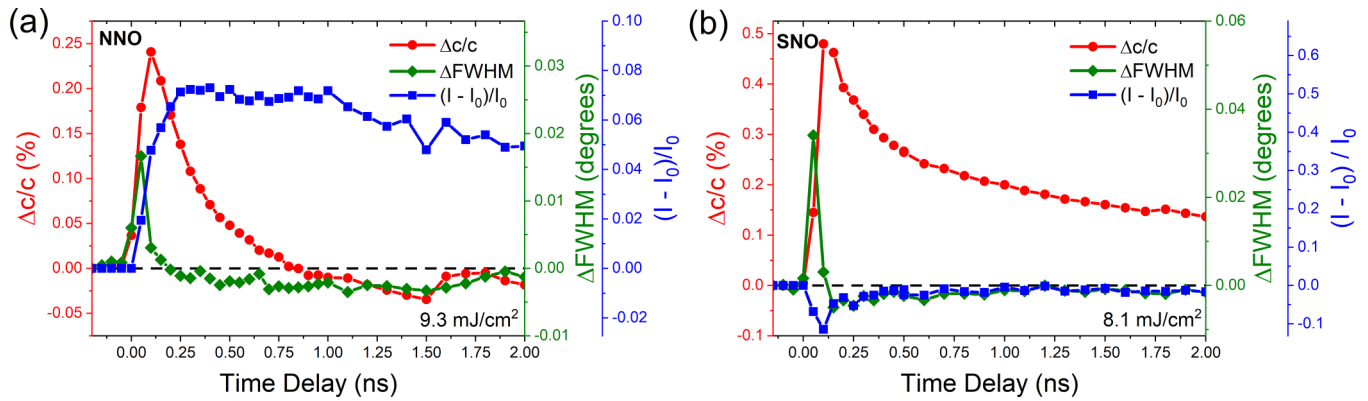 (a)
NNO
Δc/c
ΔFWHM
(I - I₀)/I₀
9.3 mJ/cm²
0.25
0.20
0.15
0.10
0.05
0.00
-0.05
Δc/c (%)
0.00 0.25 0.50 0.75 1.00 1.25 1.50 1.75 2.00
Time Delay (ns)
0.03
0.02
0.01
0.00
-0.01
ΔFWHM (degrees)
0.10
0.08
0.06
0.04
0.02
0.00
-0.02
(I - I₀)/I₀
(b)
SNO
Δc/c
ΔFWHM
(I - I₀)/I₀
8.1 mJ/cm²
0.5
0.4
0.3
0.2
0.1
0.0
-0.1
Δc/c (%)
0.00 0.25 0.50 0.75 1.00 1.25 1.50 1.75 2.00
Time Delay (ns)
0.06
0.04
0.02
0.00
ΔFWHM (degrees)
0.6
0.5
0.4
0.3
0.2
0.1
0.0
-0.1
(I - I₀) / I₀